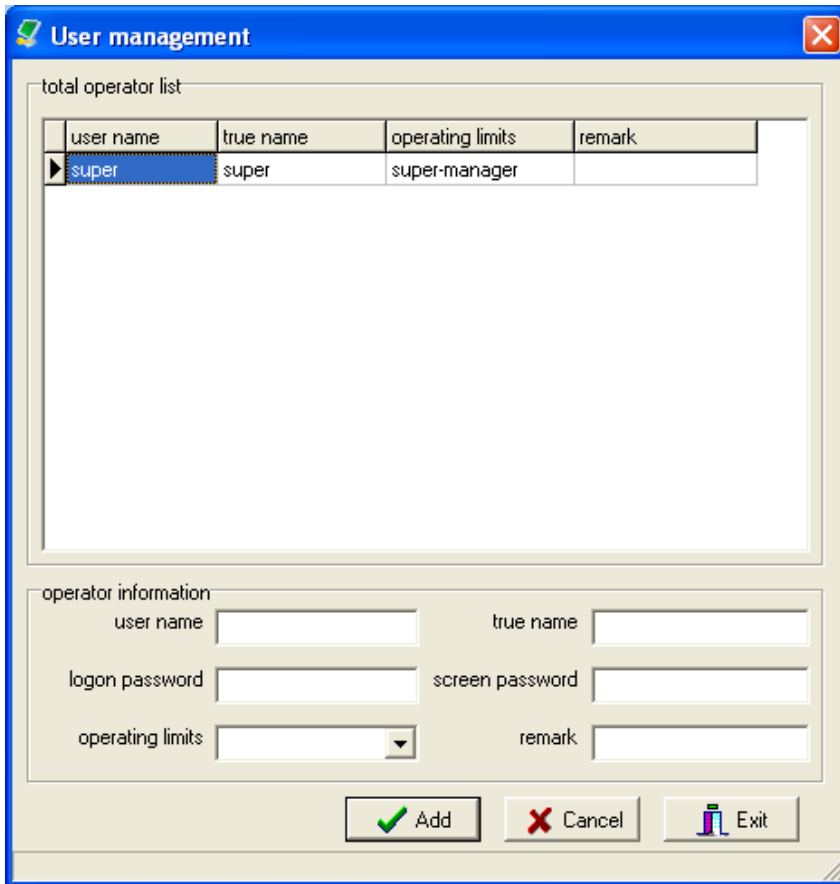 User management
total operator list
user name true name operating limits remark
super super super-manager
operator information
user name true name
logon password screen password
operating limits remark
Add Cancel Exit